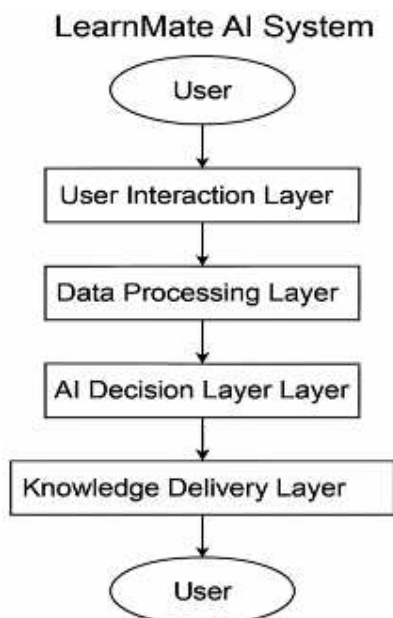 LearnMate AI System
User
User Interaction Layer
Data Processing Layer
AI Decision Layer Layer
Knowledge Delivery Layer
User